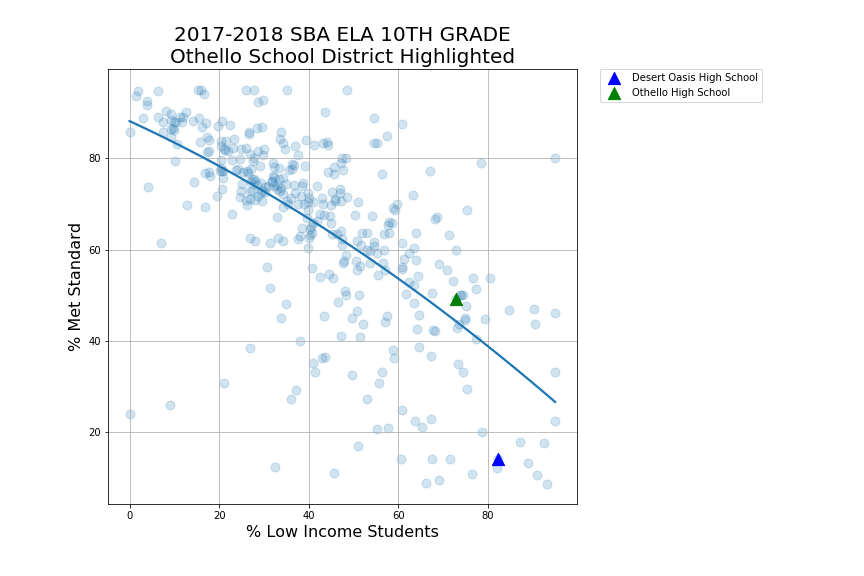 2017-2018 SBA ELA 10TH GRADE
Othello School District Highlighted
Desert Oasis High School
Othello High School
% Met Standard
80
60
40
20
0 20 40 60 80
% Low Income Students